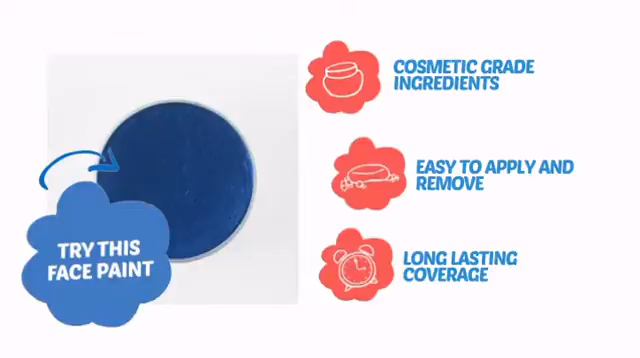 COSMETIC GRADE
INGREDIENTS
EASY TO APPLY AND
REMOVE
TRY THIS
FACE PAINT
LONG LASTING
COVERAGE